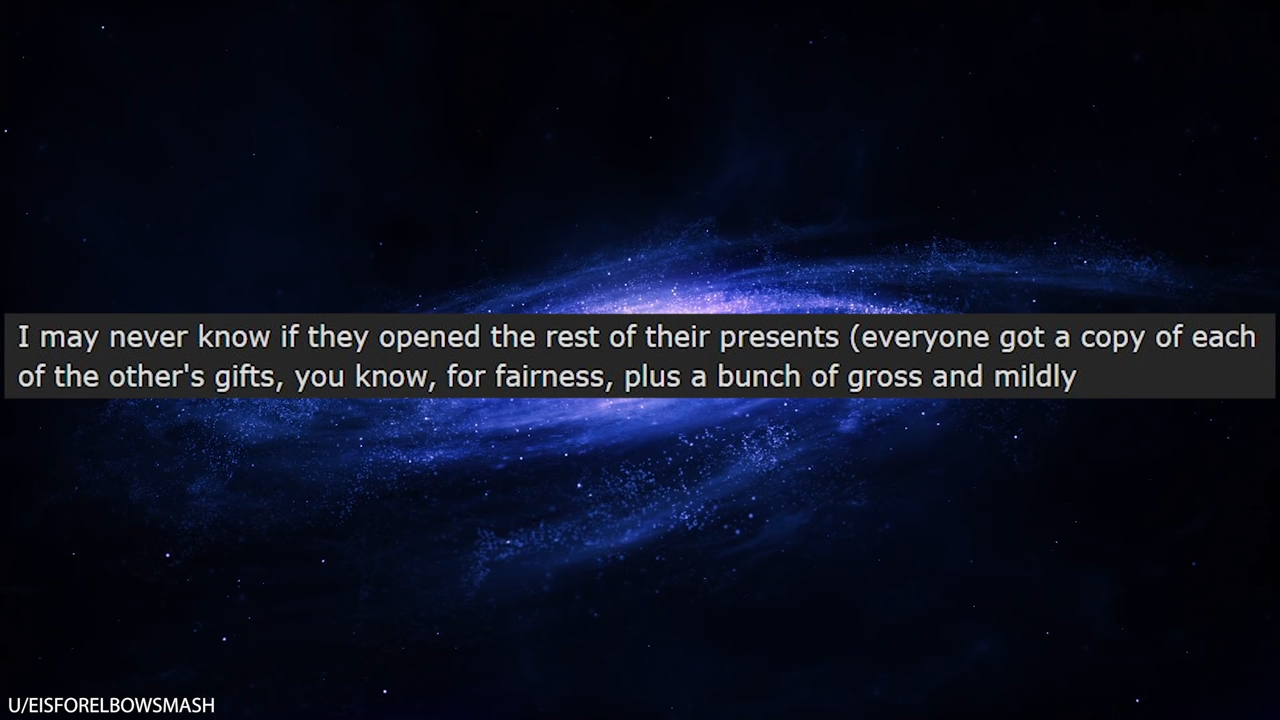 I may never know if they opened the rest of their presents (everyone got a copy of each
of the other's gifts, you know, for fairness, plus a bunch of gross and mildly
U/EISFORELBOWSMASH